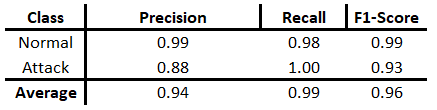 Class Precision Recall F1-Score
Normal 0.99 0.98 0.99
Attack 0.88 1.00 0.93
Average 0.94 0.99 0.96